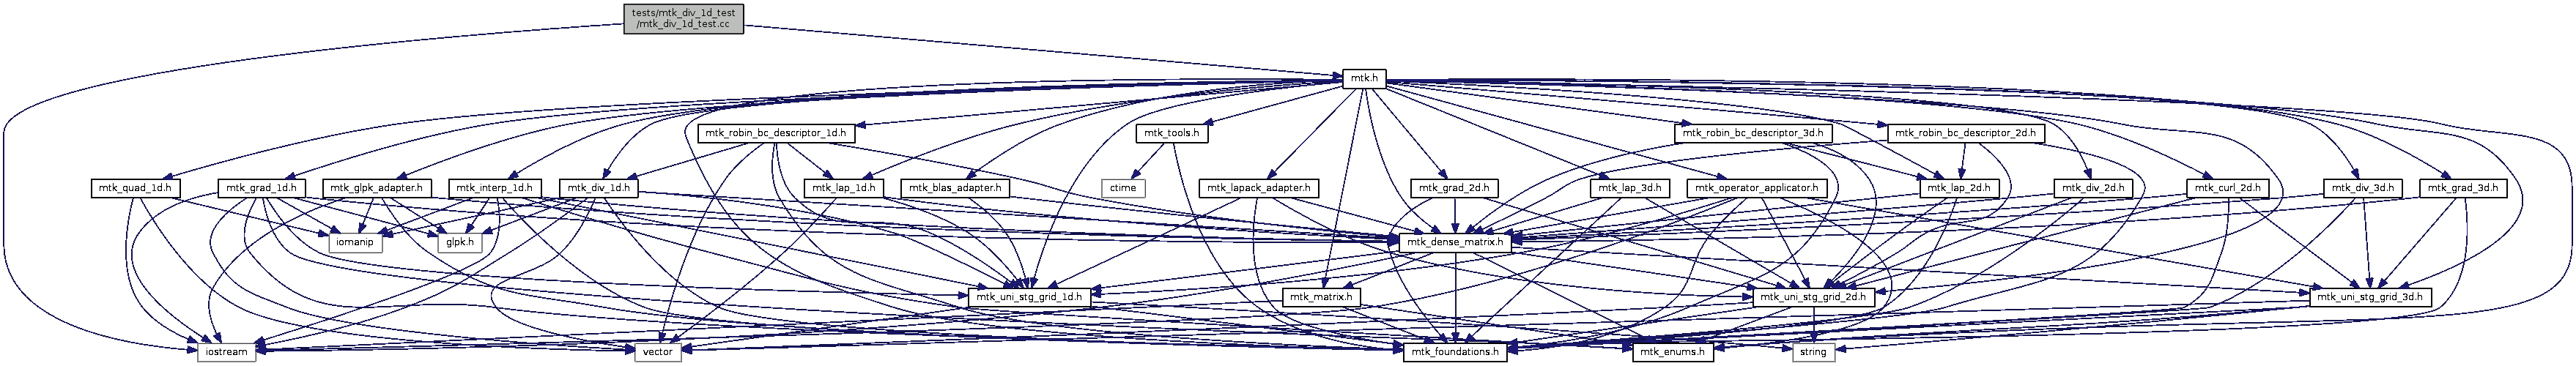 tests/mtk_div_1d_test
/mtk_div_1d_test.cc
mtk.h
mtk_robin_bc_descriptor_1d.h
mtk_tools.h
mtk_robin_bc_descriptor_3d.h
mtk_robin_bc_descriptor_2d.h
mtk_quad_1d.h
mtk_grad_1d.h
mtk_glpk_adapter.h
mtk_interp_1d.h
mtk_div_1d.h
mtk_lap_1d.h
mtk_blas_adapter.h
ctime
mtk_lapack_adapter.h
mtk_grad_2d.h
mtk_lap_3d.h
mtk_operator_applicator.h
mtk_lap_2d.h
mtk_div_2d.h
mtk_curl_2d.h
mtk_div_3d.h
mtk_grad_3d.h
iomanip
glpk.h
mtk_dense_matrix.h
mtk_uni_stg_grid_1d.h
mtk_matrix.h
mtk_uni_stg_grid_2d.h
mtk_uni_stg_grid_3d.h
iostream
vector
mtk_foundations.h
mtk_enums.h
string